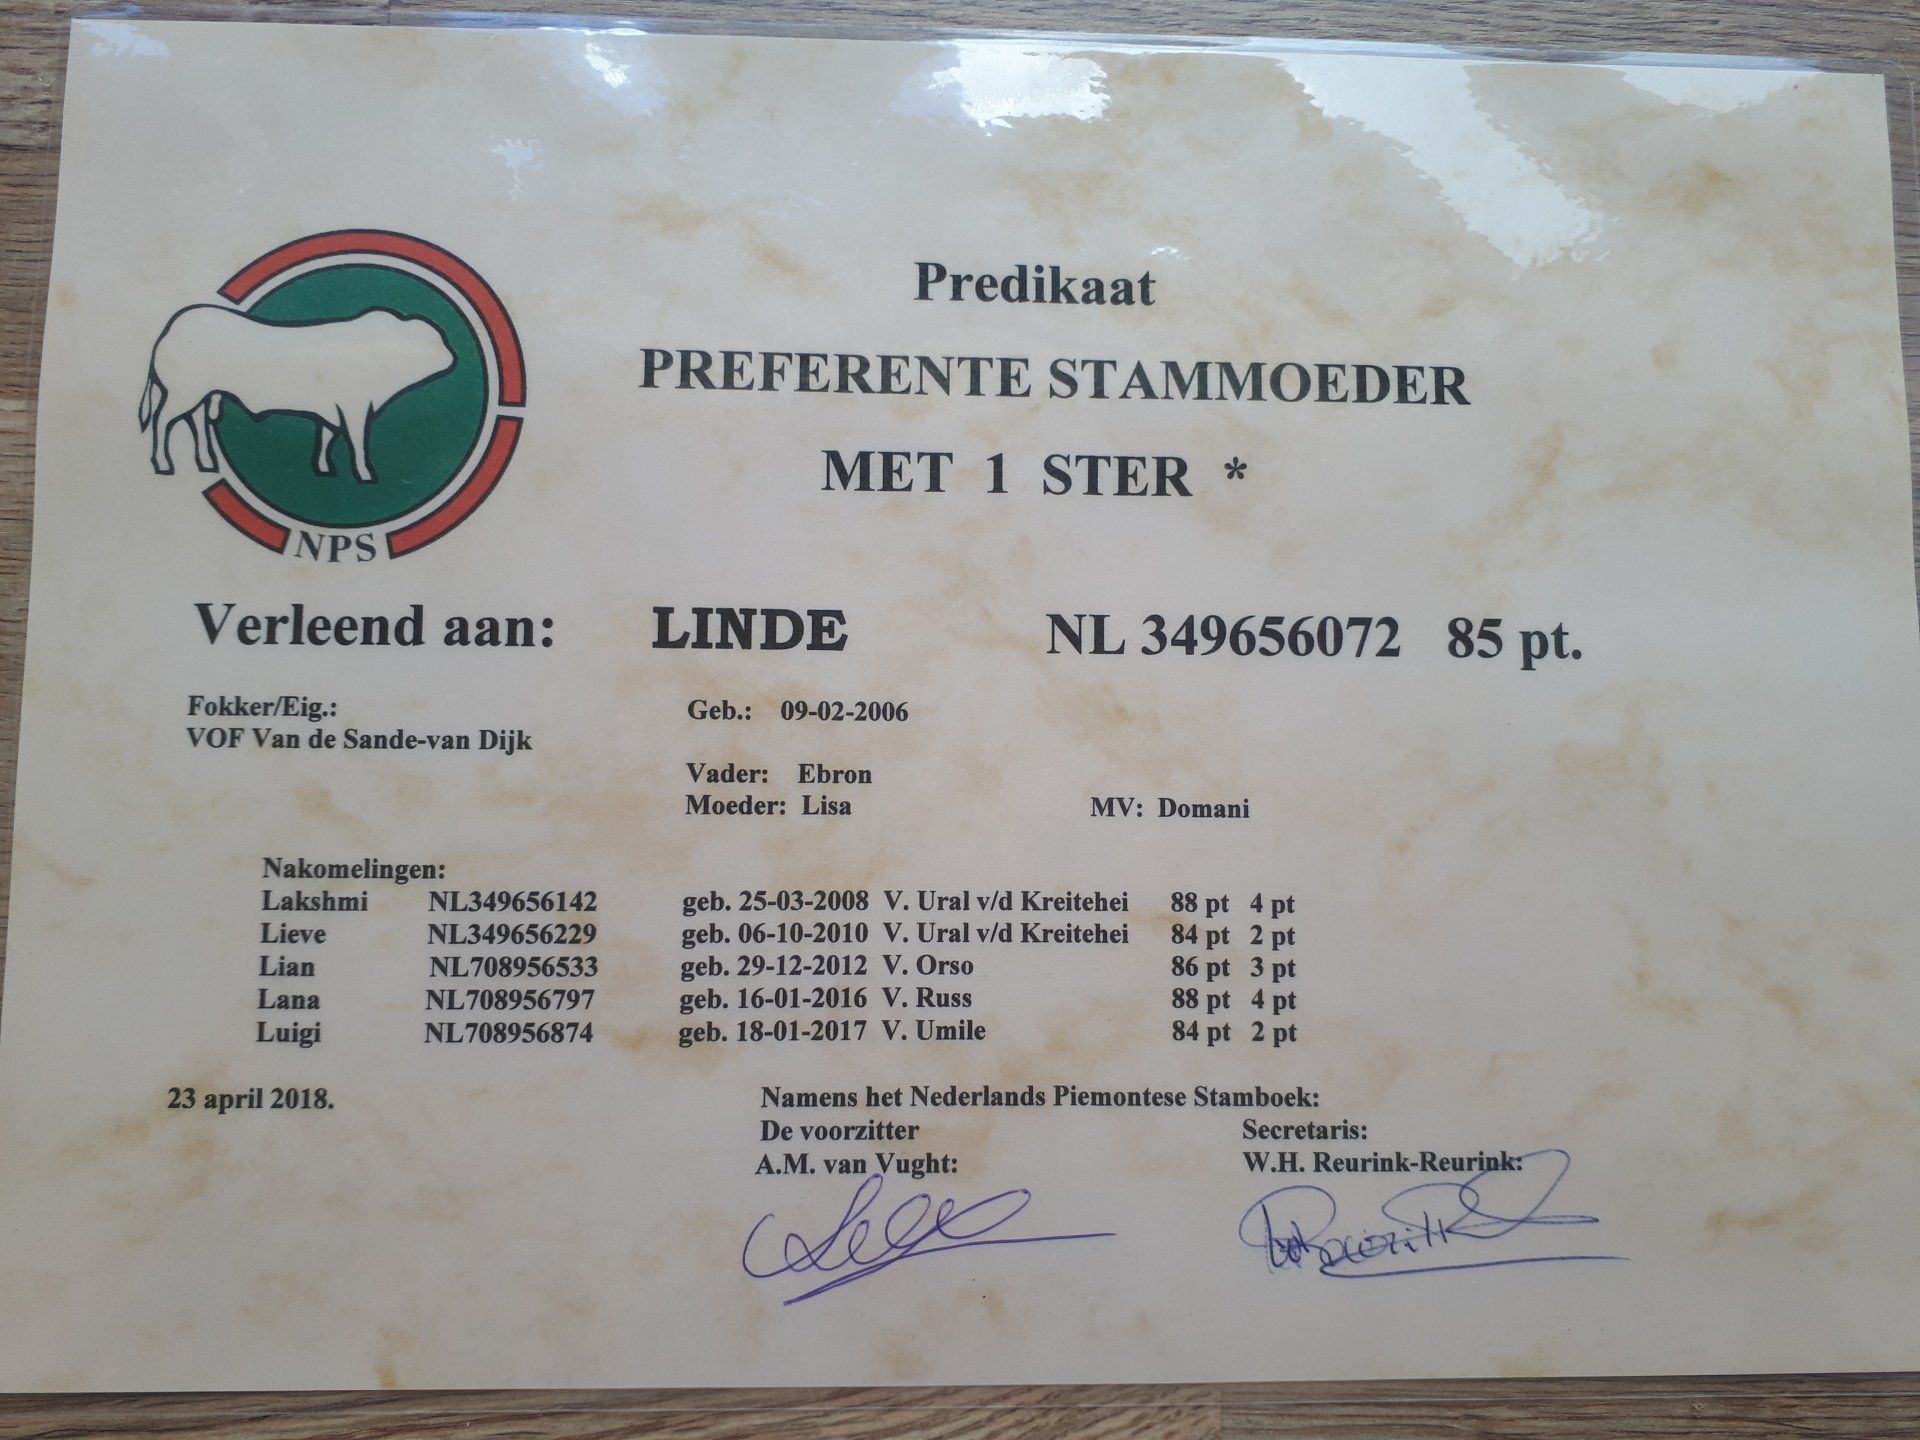 Predikaat
PREFERENTE STAMMOEDER
MET 1 STER *
NPS
Verleend aan: LINDE NL 349656072 85 pt.
Fokker/Eig.: Geb.: 09-02-2006
VOF Van de Sande-van Dijk
Vader: Ebron
Moeder: Lisa MV: Domani
Nakomelingen:
Lakshmi NL349656142 geb. 25-03-2008 V. Ural v/d Kreitehei 88 pt 4 pt
Lieve NL349656229 geb. 06-10-2010 V. Ural v/d Kreitehei 84 pt 2 pt
Lian NL708956533 geb. 29-12-2012 V. Orso 86 pt 3 pt
Lana NL708956797 geb. 16-01-2016 V. Russ 88 pt 4 pt
Luigi NL708956874 geb. 18-01-2017 V. Umile 84 pt 2 pt
23 april 2018. Namens het Nederlands Piemontese Stamboek:
De voorzitter Secretaris:
A.M. van Vught: W.H. Reurink-Reurink: